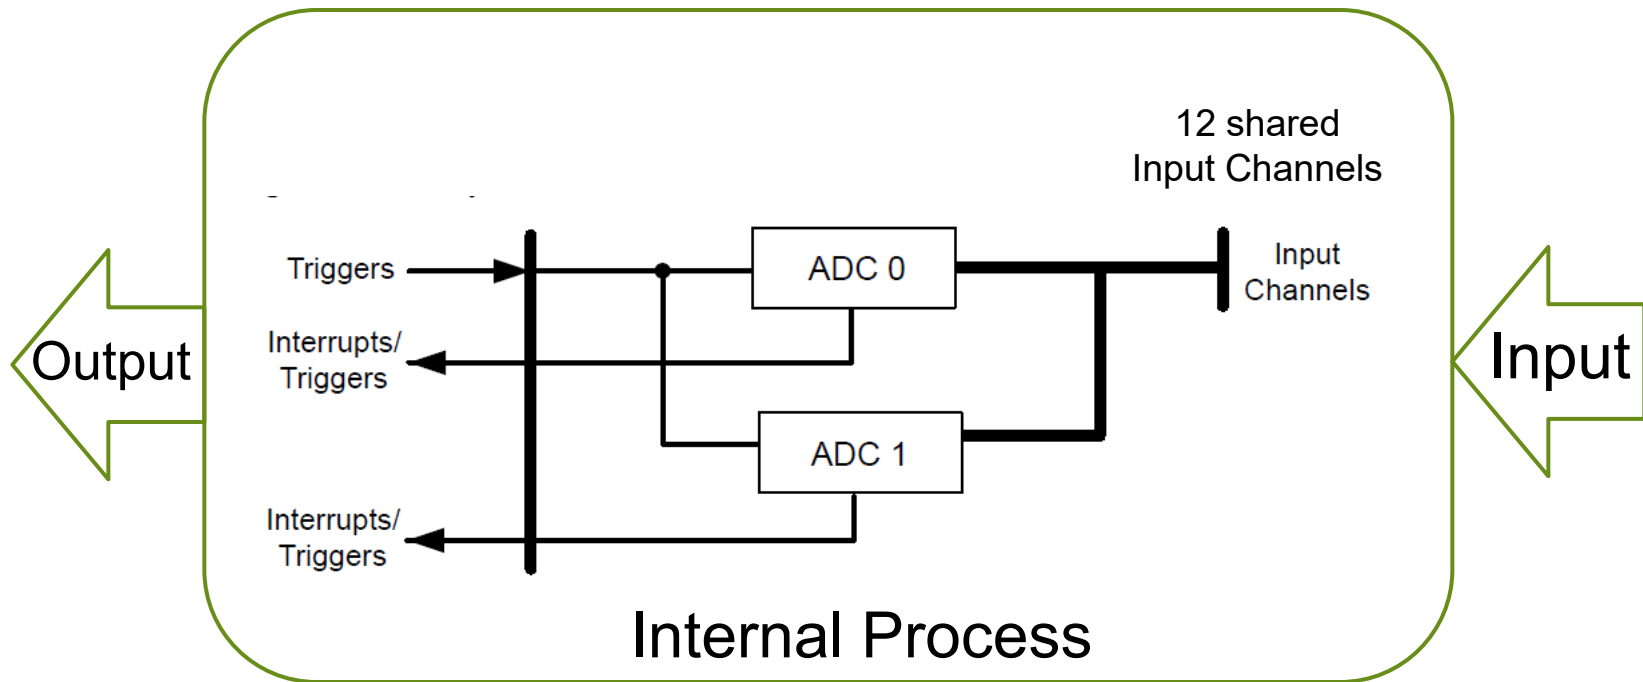 12 shared
Input Channels
Triggers
ADC 0
Input
Channels
Interrupts/
Triggers
Output
Input
ADC 1
Interrupts/
Triggers
Internal Process